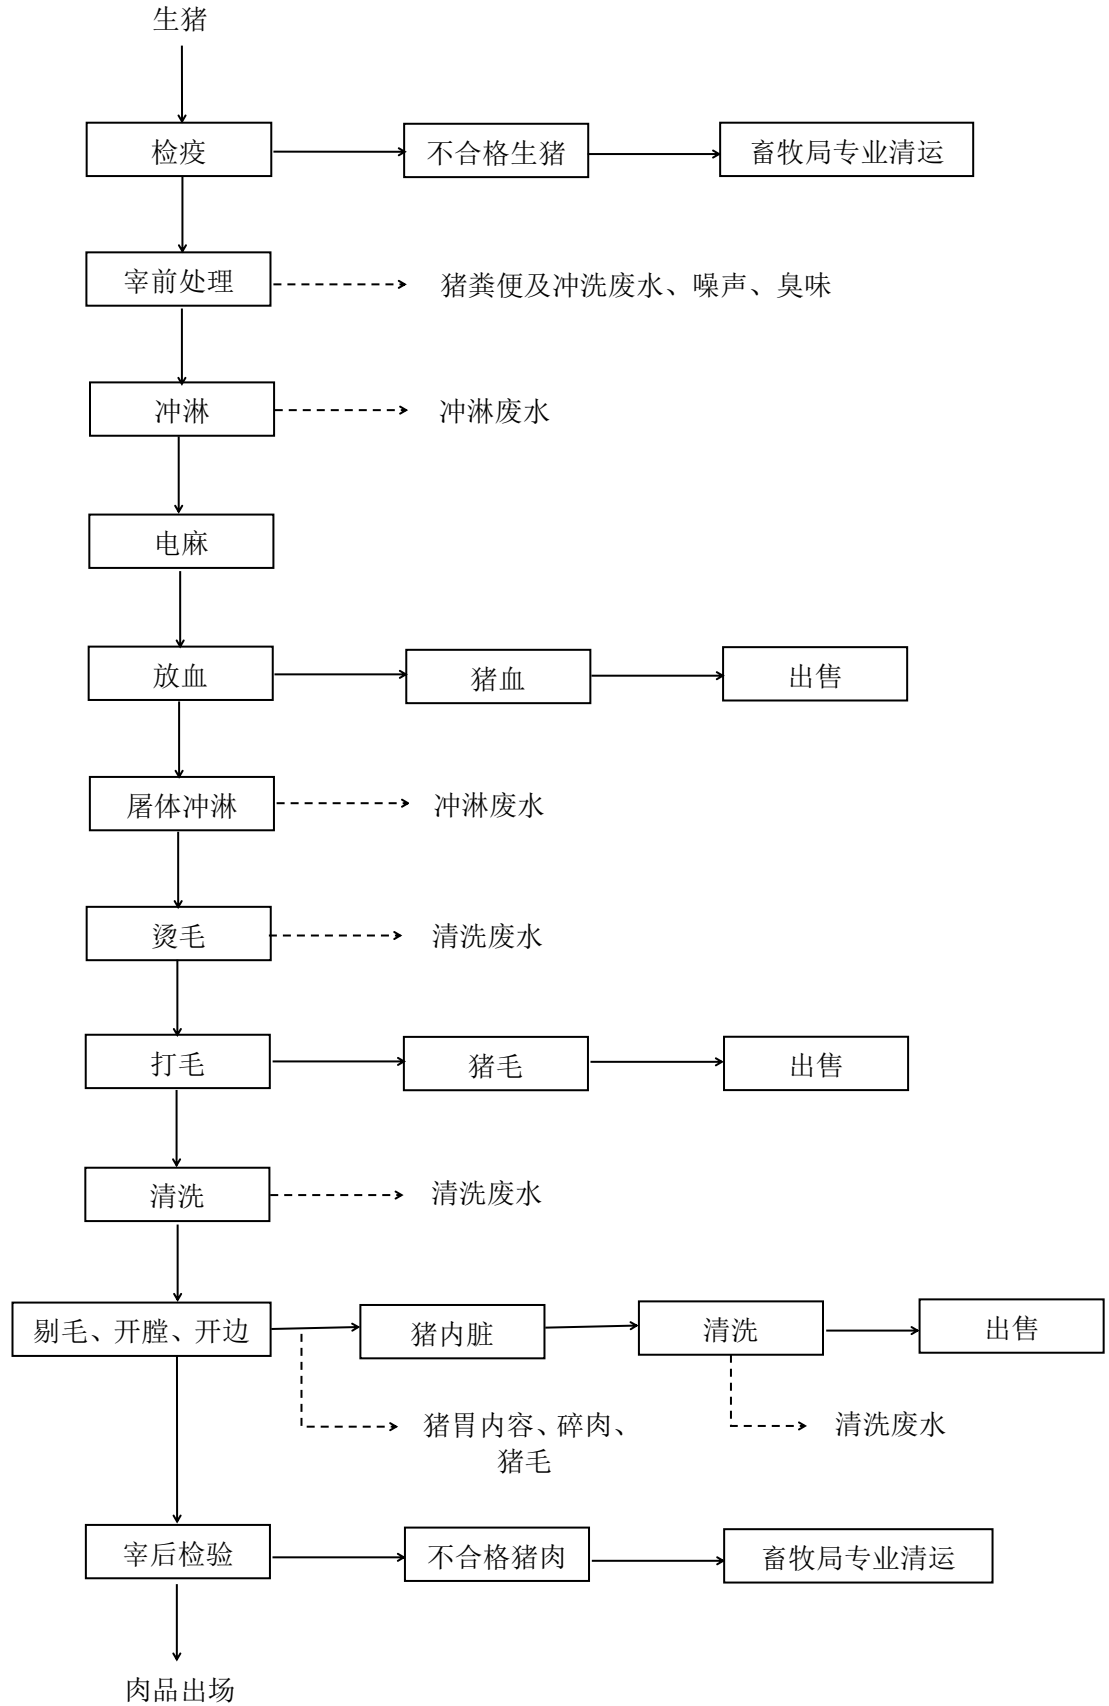 生猪
检疫
不合格生猪
畜牧局专业清运
宰前处理
猪粪便及冲洗废水、噪声、臭味
冲淋
冲淋废水
电麻
放血
猪血
出售
屠体冲淋
冲淋废水
烫毛
清洗废水
打毛
猪毛
出售
清洗
清洗废水
剔毛、开膛、开边
猪内脏
清洗
出售
猪胃内容、碎肉、
猪毛
清洗废水
宰后检验
不合格猪肉
畜牧局专业清运
肉品出场